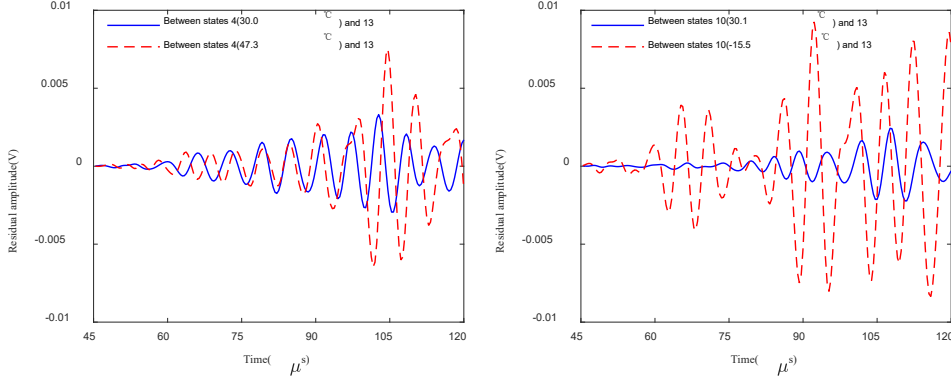 Between states 4(30.0 ℃ ) and 13
Between states 4(47.3 ℃ ) and 13
0.01
0.005
0
-0.005
-0.01
Residual amplitude(V)
45 60 75 90 105 120
Time( μs)
Between states 10(30.1 ℃ ) and 13
Between states 10(-15.5 ℃ ) and 13
0.01
0.005
0
-0.005
-0.01
Residual amplitude(V)
45 60 75 90 105 120
Time( μs)